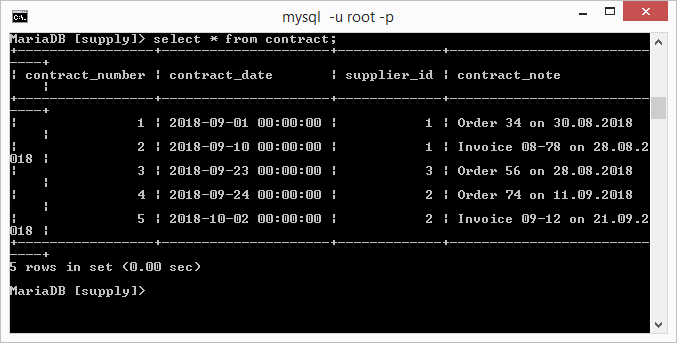 mysql -u root -p
MariaDB [supply]> select * from contract;
+-----------------+---------------------+-------------+-------------------------
----+
¦ contract_number ¦ contract_date       ¦ supplier_id ¦ contract_note
    ¦
+-----------------+---------------------+-------------+-------------------------
----+
¦               1 ¦ 2018-09-01 00:00:00 ¦           1 ¦ Order 34 on 30.08.2018
    ¦
¦               2 ¦ 2018-09-10 00:00:00 ¦           1 ¦ Invoice 08-78 on 28.08.2
018 ¦
¦               3 ¦ 2018-09-23 00:00:00 ¦           3 ¦ Order 56 on 28.08.2018
    ¦
¦               4 ¦ 2018-09-24 00:00:00 ¦           2 ¦ Order 74 on 11.09.2018
    ¦
¦               5 ¦ 2018-10-02 00:00:00 ¦           2 ¦ Invoice 09-12 on 21.09.2
018 ¦
+-----------------+---------------------+-------------+-------------------------
----+
5 rows in set (0.00 sec)
MariaDB [supply]>